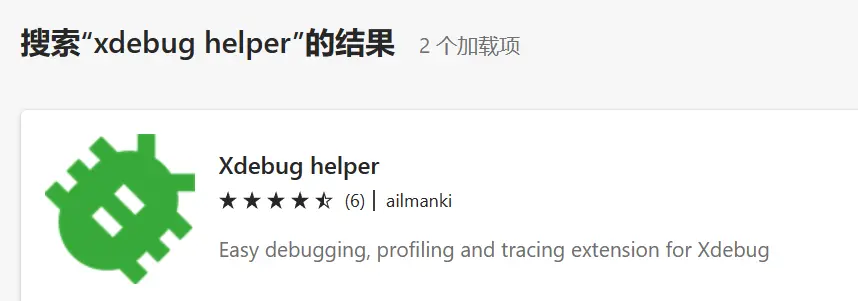 搜索“xdebug helper”的结果 2 个加载项
Xdebug helper
(6) | ailmanki
Easy debugging, profiling and tracing extension for Xdebug